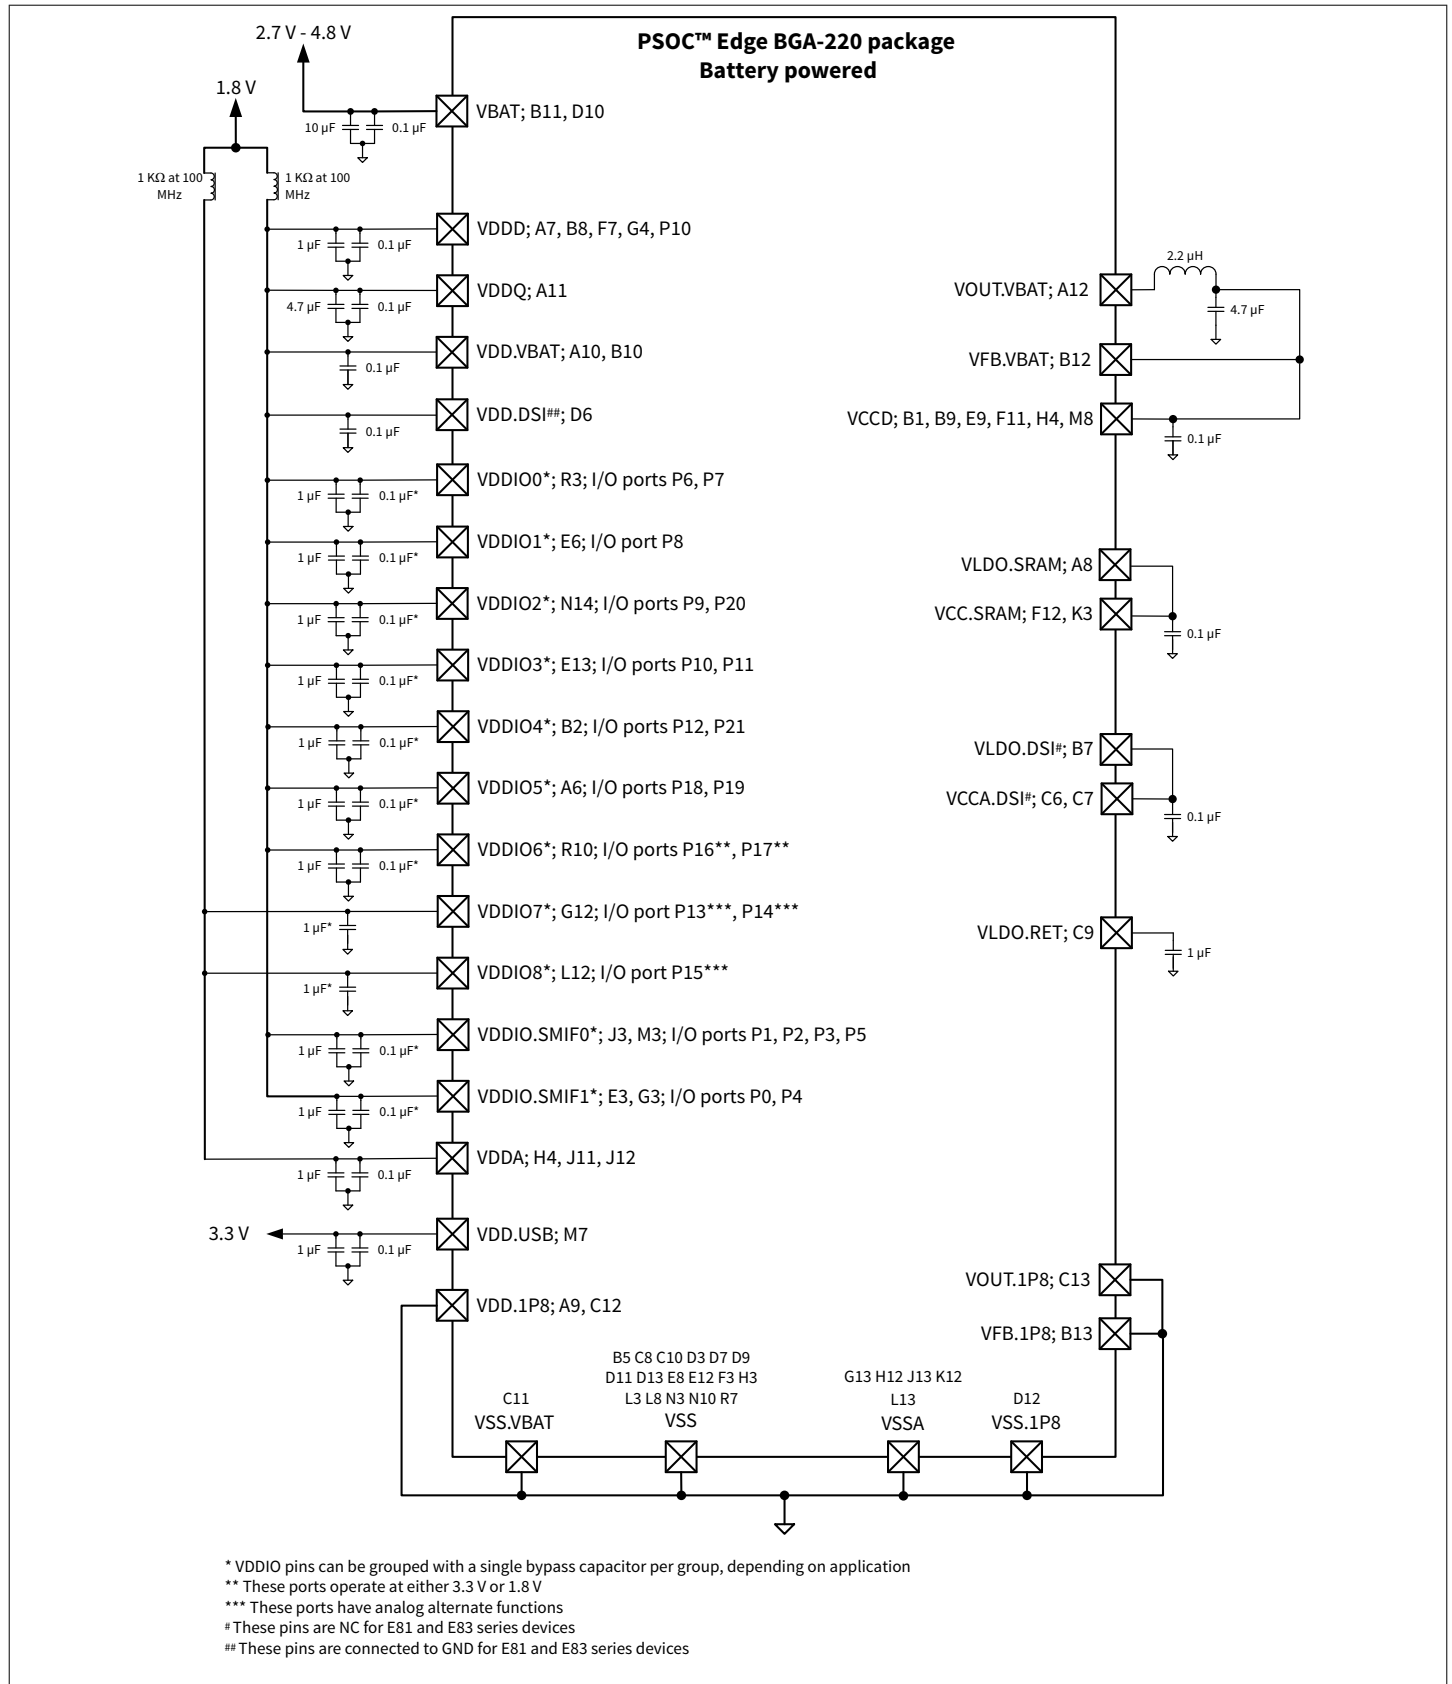 PSOC™ Edge BGA-220 package
Battery powered
2.7 V - 4.8 V
1.8 V
VBAT; B11, D10
10 µF
0.1 µF
1 KΩ at 100
MHz
1 KΩ at 100
MHz
VDDD; A7, B8, F7, G4, P10
1 µF
0.1 µF
VDDQ; A11
4.7 µF
0.1 µF
VDD.VBAT; A10, B10
0.1 µF
VDD.DSI##; D6
0.1 µF
VDDIO0*; R3; I/O ports P6, P7
1 µF
0.1 µF*
VDDIO1*; E6; I/O port P8
1 µF
0.1 µF*
VDDIO2*; N14; I/O ports P9, P20
1 µF
0.1 µF*
VDDIO3*; E13; I/O ports P10, P11
1 µF
0.1 µF*
VDDIO4*; B2; I/O ports P12, P21
1 µF
0.1 µF*
VDDIO5*; A6; I/O ports P18, P19
1 µF
0.1 µF*
VDDIO6*; R10; I/O ports P16**, P17**
1 µF
0.1 µF*
VDDIO7*; G12; I/O port P13***, P14***
1 µF*
VDDIO8*; L12; I/O port P15***
1 µF*
VDDIO.SMIF0*; J3, M3; I/O ports P1, P2, P3, P5
1 µF
0.1 µF*
VDDIO.SMIF1*; E3, G3; I/O ports P0, P4
1 µF
0.1 µF*
VDDA; H4, J11, J12
1 µF
0.1 µF
3.3 V
VDD.USB; M7
1 µF
0.1 µF
VDD.1P8; A9, C12
2.2 µH
VOUT.VBAT; A12
4.7 µF
VFB.VBAT; B12
VCCD; B1, B9, E9, F11, H4, M8
0.1 µF
VLDO.SRAM; A8
VCC.SRAM; F12, K3
0.1 µF
VLDO.DSI#; B7
VCCA.DSI#; C6, C7
0.1 µF
VLDO.RET; C9
1 µF
VOUT.1P8; C13
VFB.1P8; B13
C11
VSS.VBAT
B5 C8 C10 D3 D7 D9
D11 D13 E8 E12 F3 H3
L3 L8 N3 N10 R7
VSS
G13 H12 J13 K12
L13
VSSA
D12
VSS.1P8
* VDDIO pins can be grouped with a single bypass capacitor per group, depending on application
** These ports operate at either 3.3 V or 1.8 V
*** These ports have analog alternate functions
# These pins are NC for E81 and E83 series devices
## These pins are connected to GND for E81 and E83 series devices